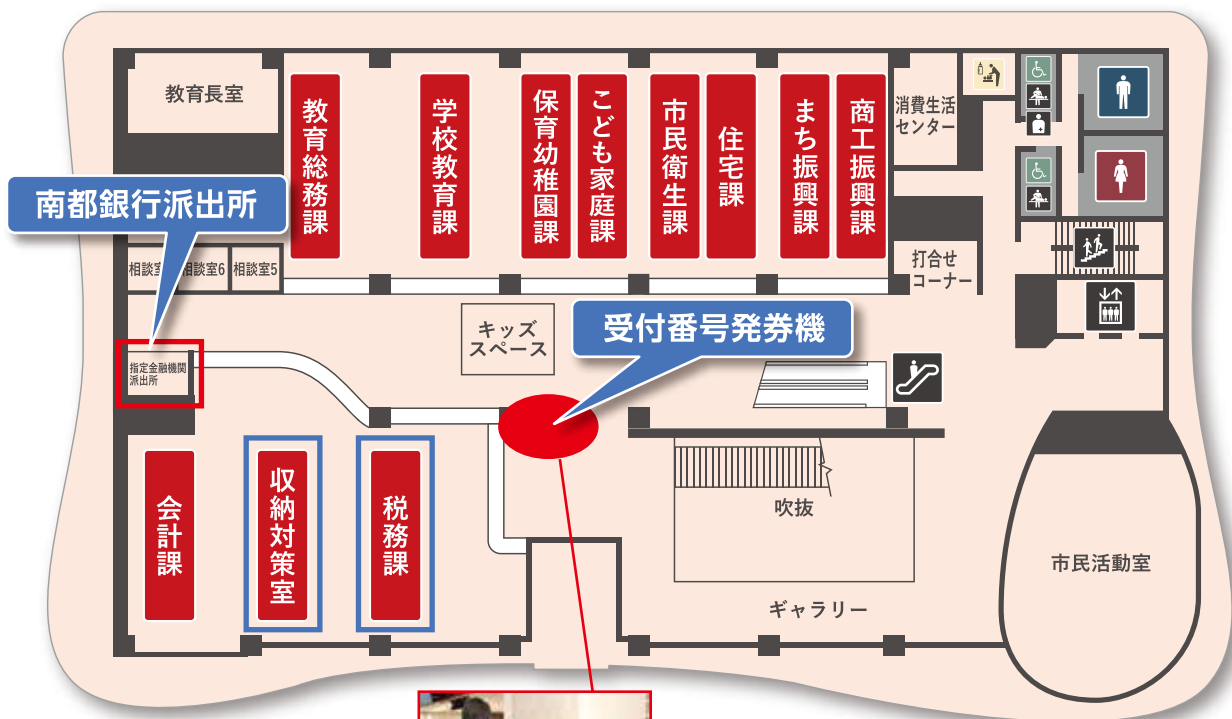 教育長室
教育総務課
学校教育課
保育幼稚園課
こども家庭課
市民衛生課
住宅課
まち振興課
商工振興課
消費生活
センター
南都銀行派出所
相談室
相談室6
相談室5
打合せ
コーナー
キッズ
スペース
受付番号発券機
指定金融機関
派出所
会計課
収納対策室
税務課
吹抜
ギャラリー
市民活動室